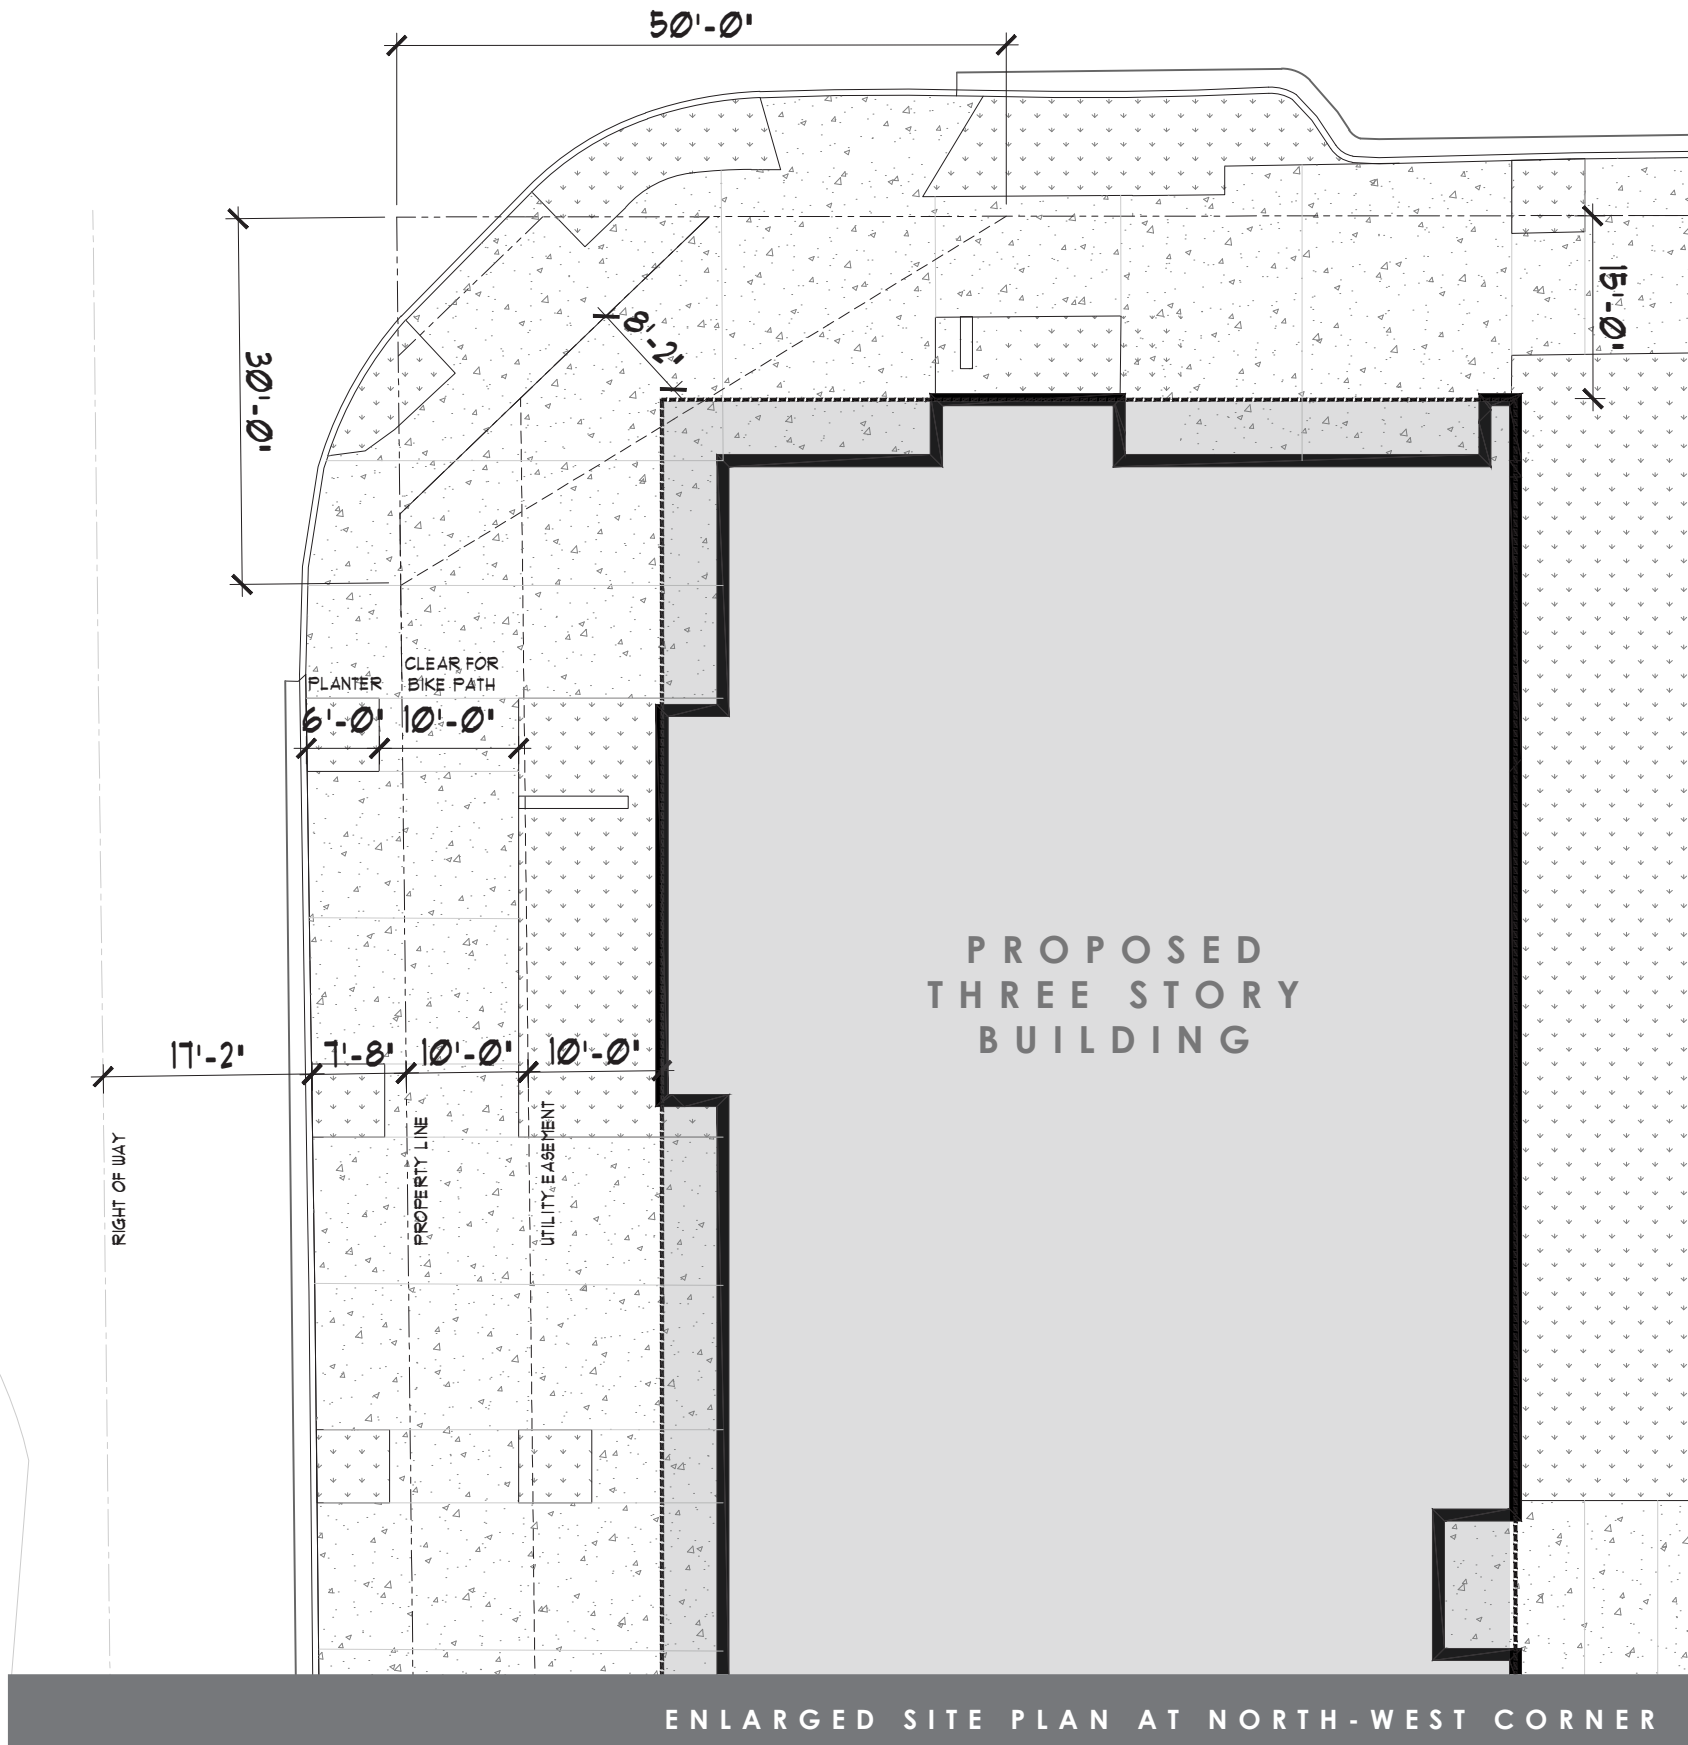 50'-0"
30'-0"
8'-2"
15'-0"
CLEAR FOR
BIKE PATH
PLANTER
6'-0"
10'-0"
PROPOSED
THREE STORY
BUILDING
17'-2"
7'-8"
10'-0"
10'-0"
RIGHT OF WAY
PROPERTY LINE
UTILITY EASEMENT
ENLARGED SITE PLAN AT NORTH-WEST CORNER